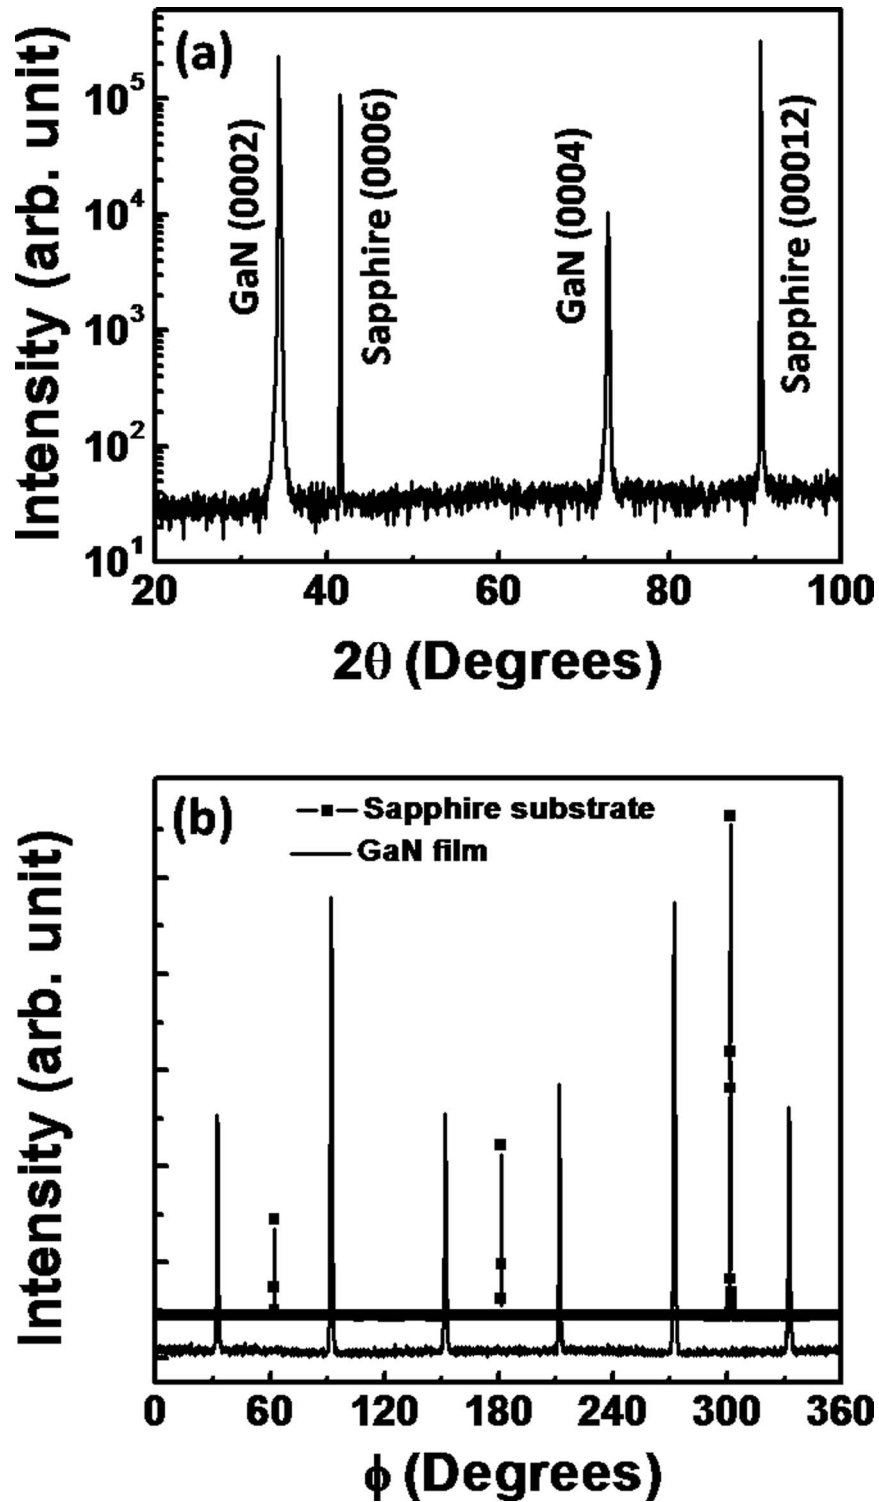 (a)
Intensity (arb. unit)
10^5
10^4
10^3
10^2
10^1
GaN (0002)
Sapphire (0006)
GaN (0004)
Sapphire (00012)
20 40 60 80 100
2θ (Degrees)
(b)
Sapphire substrate
GaN film
Intensity (arb. unit)
0 60 120 180 240 300 360
ϕ (Degrees)